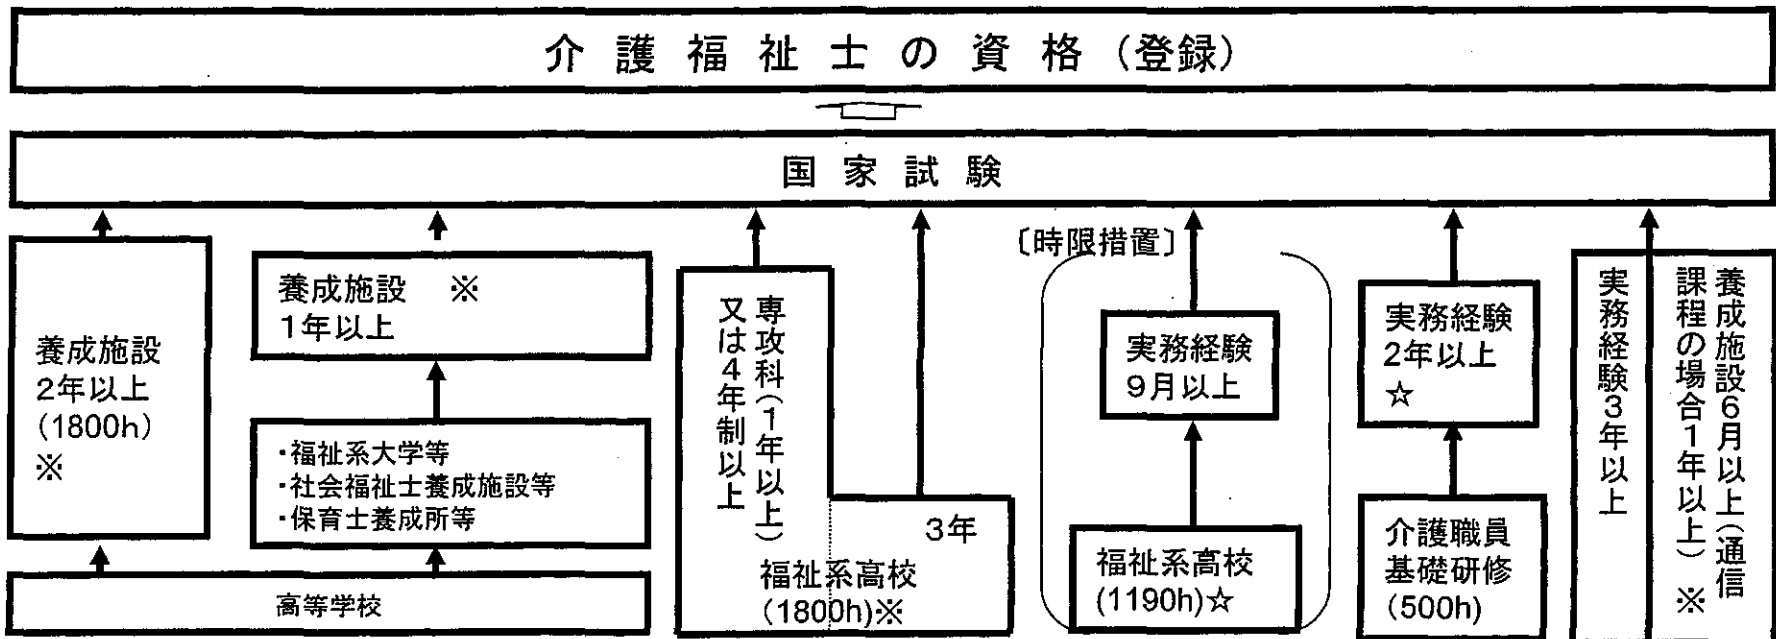 介護福祉士の資格（登録）
国家試験
養成施設
2年以上
(1800h)
※
養成施設　※
1年以上
・福祉系大学等
・社会福祉士養成施設等
・保育士養成所等
高等学校
専攻科（1年以上）
又は4年制以上
3年
福祉系高校
(1800h)※
〔時限措置〕
実務経験
9月以上
福祉系高校
(1190h)☆
実務経験
2年以上
☆
介護職員
基礎研修
(500h)
実務経験3年以上
養成施設6月以上（通信
課程の場合1年以上）※